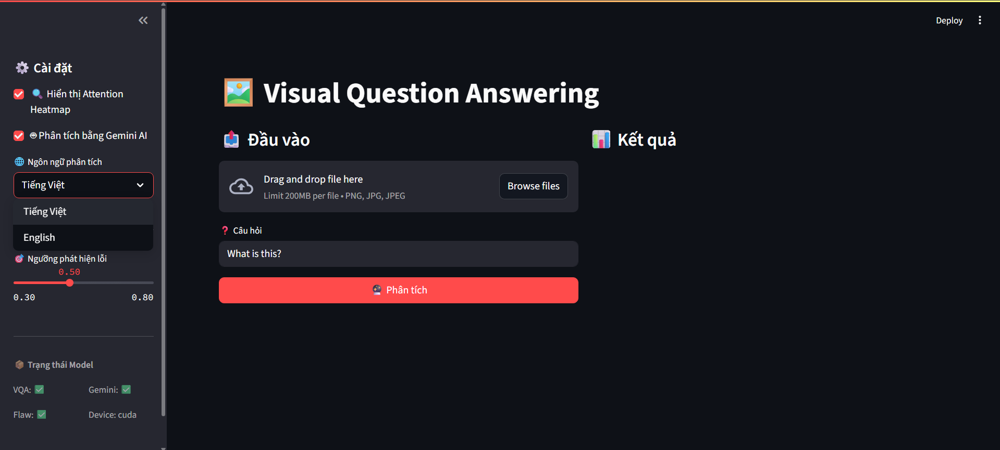 Deploy
Cài đặt
Hiển thị Attention
Heatmap
Phân tích bằng Gemini AI
Ngôn ngữ phân tích
Tiếng Việt
Tiếng Việt
English
Ngưỡng phát hiện lỗi
0.50
0.30 0.80
Trạng thái Model
VQA: Gemini:
Flaw: Device: cuda
Visual Question Answering
Đầu vào
Drag and drop file here
Limit 200MB per file • PNG, JPG, JPEG
Browse files
Câu hỏi
What is this?
Phân tích
Kết quả